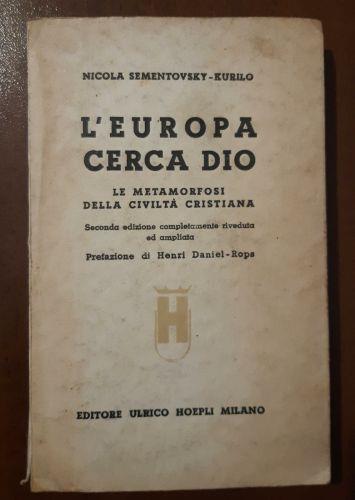 NICOLA SEMENTOVSKY-KURILO
L'EUROPA
CERCA DIO
LE METAMORFOSI
DELLA CIVILTÀ CRISTIANA
Seconda edizione completamente riveduta
ed ampliata
Prefazione di Henri Daniel-Rops
H
EDITORE ULRICO HOEPLI MILANO